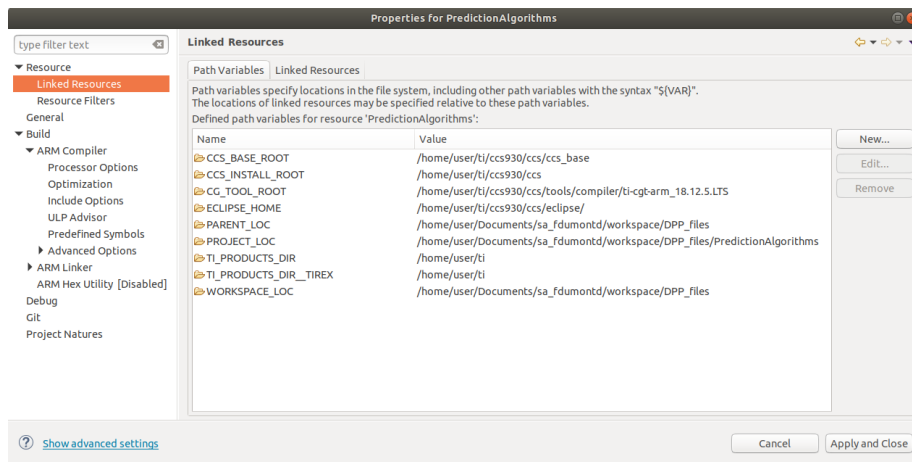 Properties for PredictionAlgorithms
type filter text
Linked Resources
Resource
Linked Resources
Resource Filters
General
Build
ARM Compiler
Processor Options
Optimization
Include Options
ULP Advisor
Predefined Symbols
Advanced Options
ARM Linker
ARM Hex Utility [Disabled]
Debug
Git
Project Natures
Path Variables Linked Resources
Path variables specify locations in the file system, including other path variables with the syntax "${VAR}".
The locations of linked resources may be specified relative to these path variables.
Defined path variables for resource 'PredictionAlgorithms':
Name Value
CCS_BASE_ROOT /home/user/ti/ccs930/ccs/ccs_base
CCS_INSTALL_ROOT /home/user/ti/ccs930/ccs
CG_TOOL_ROOT /home/user/ti/ccs930/ccs/tools/compiler/ti-cgt-arm_18.12.5.LTS
ECLIPSE_HOME /home/user/ti/ccs930/ccs/eclipse/
PARENT_LOC /home/user/Documents/sa_fdumontd/workspace/DPP_files
PROJECT_LOC /home/user/Documents/sa_fdumontd/workspace/DPP_files/PredictionAlgorithms
TI_PRODUCTS_DIR /home/user/ti
TI_PRODUCTS_DIR__TIREX /home/user/ti
WORKSPACE_LOC /home/user/Documents/sa_fdumontd/workspace/DPP_files
New...
Edit...
Remove
Show advanced settings
Cancel
Apply and Close